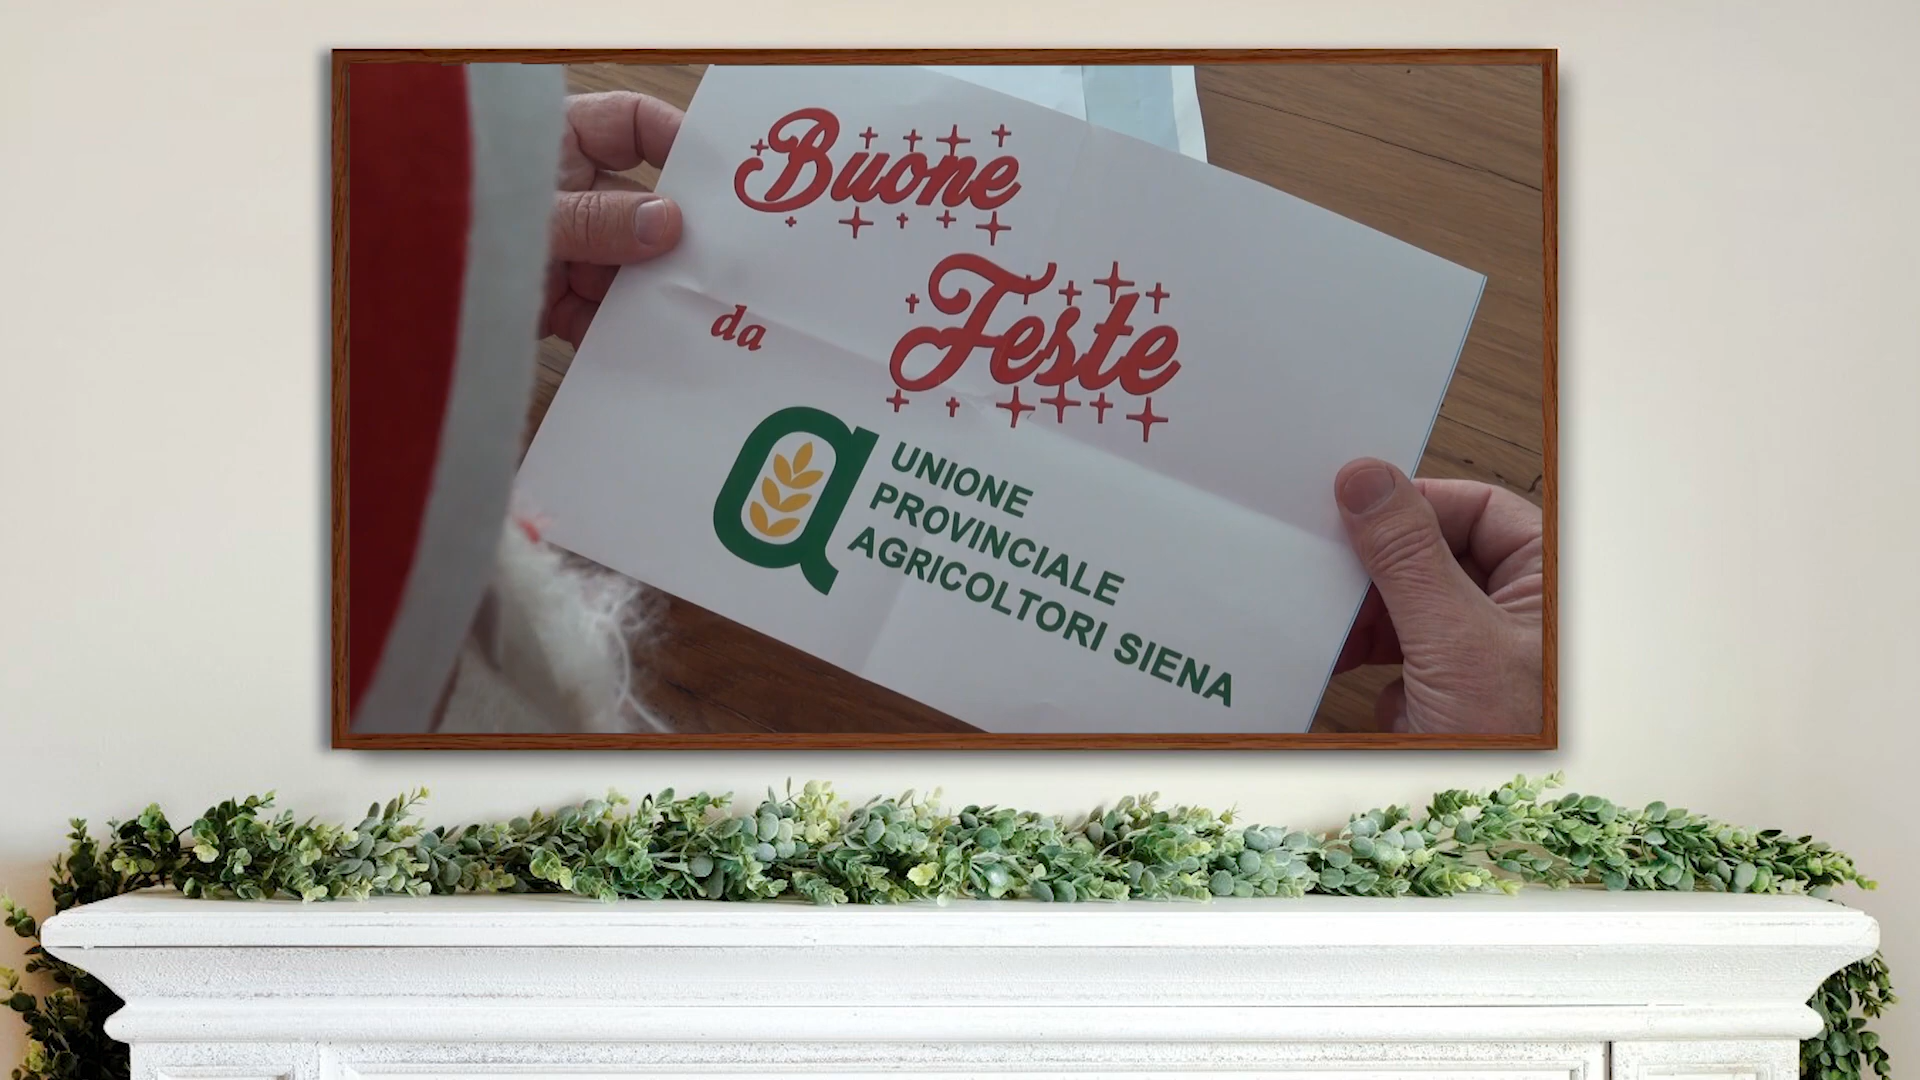 Buone
Feste
da
UNIONE
PROVINCIALE
AGRICOLTORI SIENA